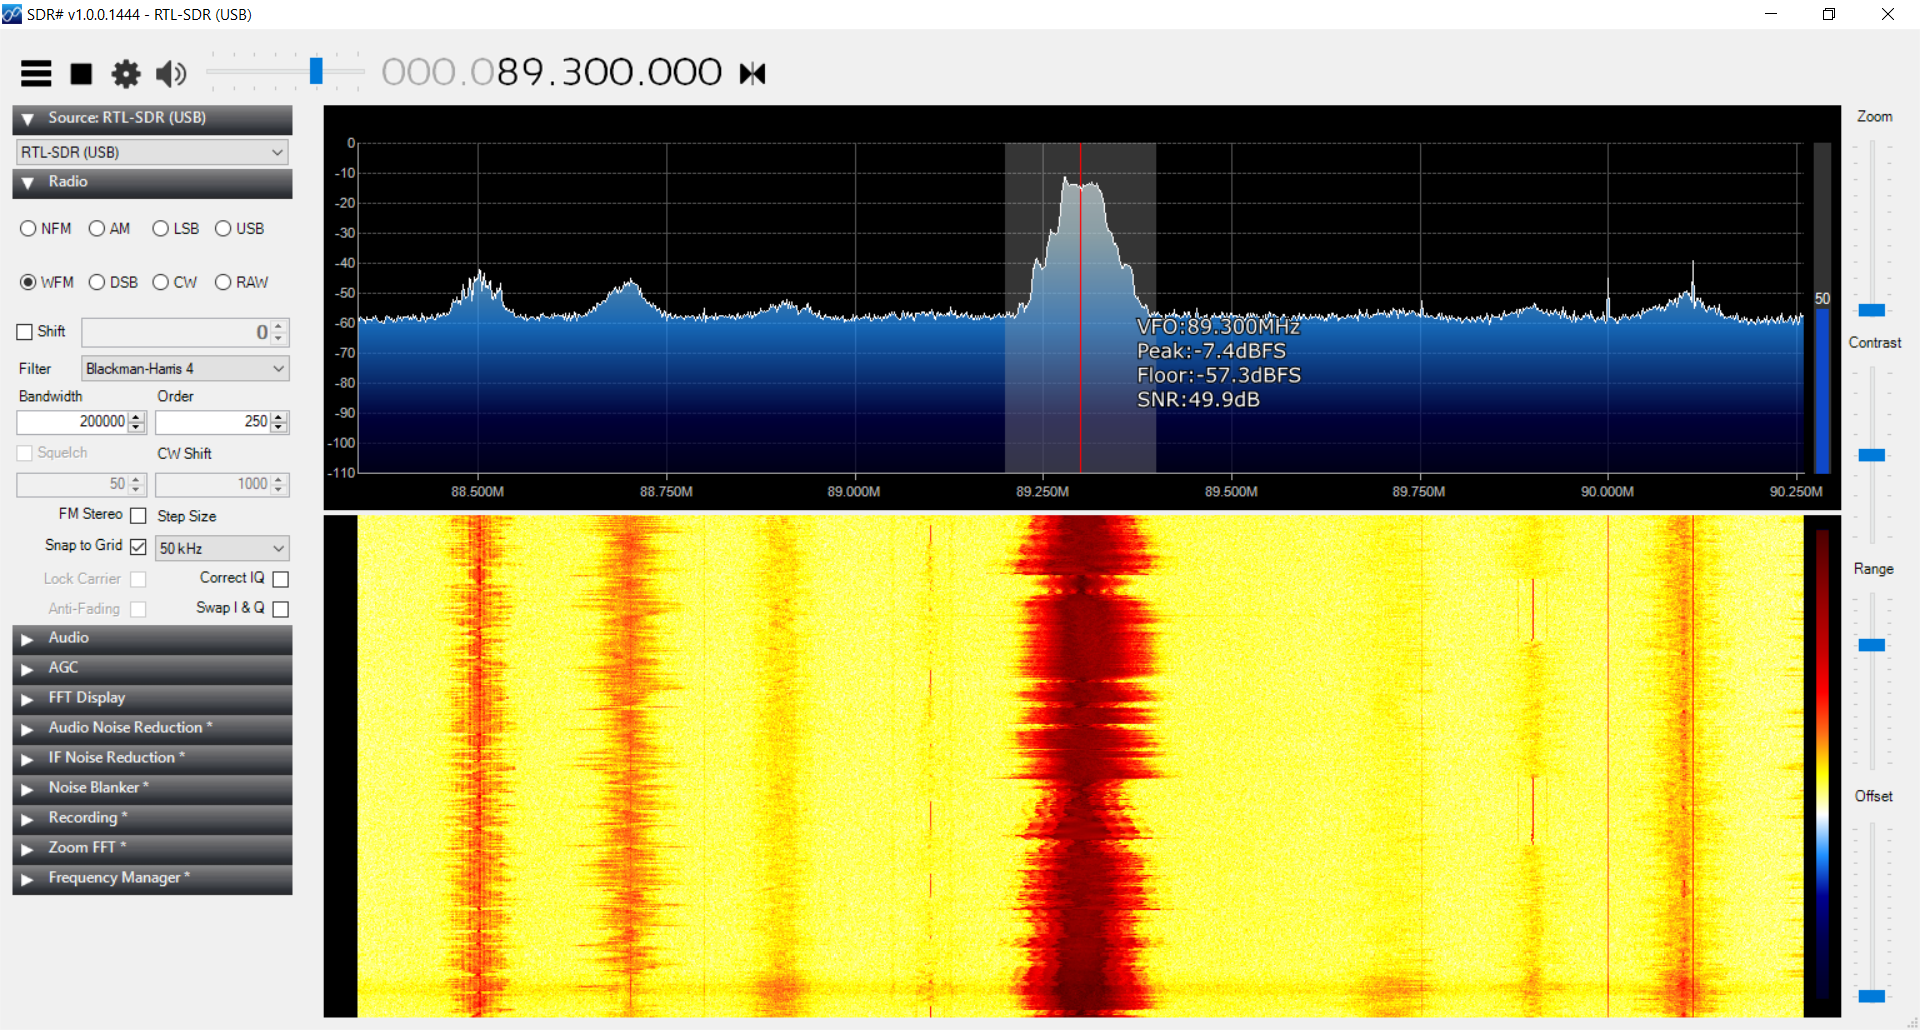 SDR# v1.0.0.1444 - RTL-SDR (USB)
000.089.300.000
Source: RTL-SDR (USB)
RTL-SDR (USB)
Radio
NFM AM LSB USB
WFM DSB CW RAW
Shift 0
Filter Blackman-Harris 4
Bandwidth Order
200000 250
Squelch CW Shift
50 1000
FM Stereo Step Size
Snap to Grid 50 kHz
Lock Carrier Correct IQ
Anti-Fading Swap I & Q
Audio
AGC
FFT Display
Audio Noise Reduction *
IF Noise Reduction *
Noise Blanker *
Recording *
Zoom FFT *
Frequency Manager *
0
-10
-20
-30
-40
-50
-60
-70
-80
-90
-100
-110
VFO:89.300MHz
Peak:-7.4dBFS
Floor:-57.3dBFS
SNR:49.9dB
50
88.500M 88.750M 89.000M 89.250M 89.500M 89.750M 90.000M 90.250M
Zoom
Contrast
Range
Offset